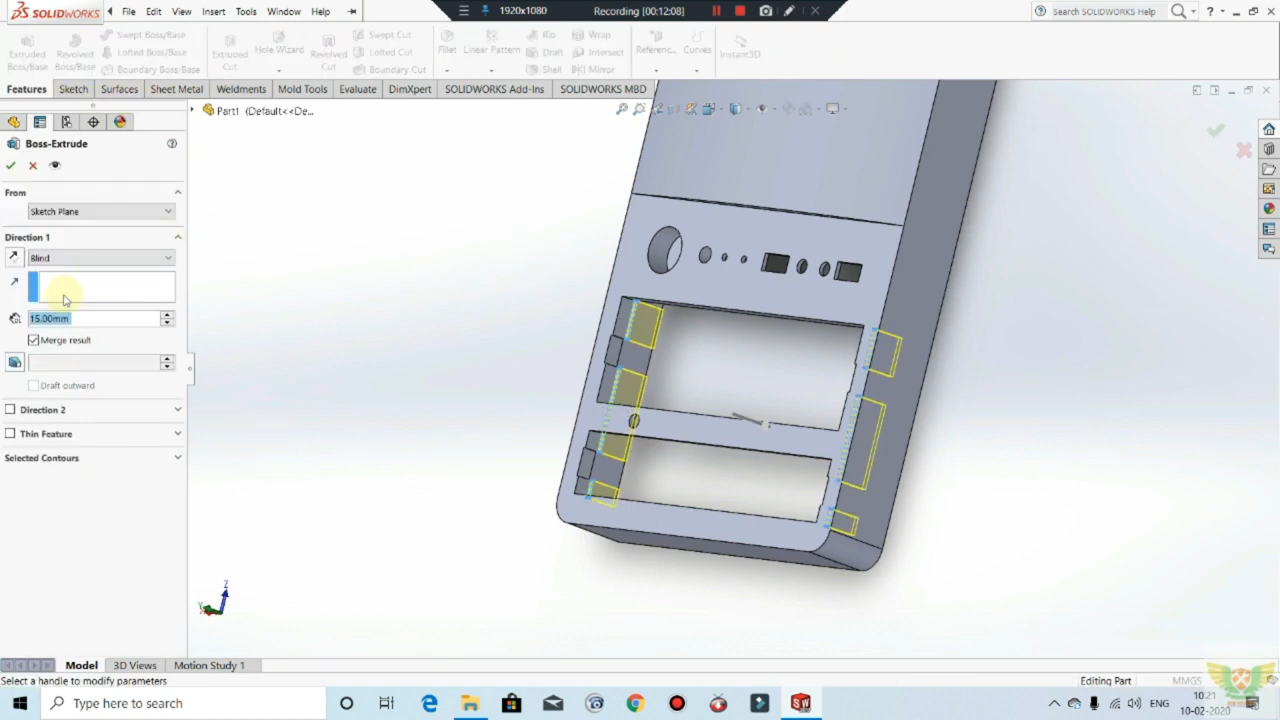 SOLIDWORKS
File Edit View Insert Tools Window Help
1920x1080
Recording [00:12:08]
Search SOLIDWORKS Help
Extruded Boss/Base
Revolved Boss/Base
Swept Boss/Base
Lofted Boss/Base
Boundary Boss/Base
Extruded Cut
Hole Wizard
Revolved Cut
Swept Cut
Lofted Cut
Boundary Cut
Fillet
Linear Pattern
Rib
Draft
Shell
Wrap
Intersect
Mirror
Referenc...
Curves
Instant3D
Features Sketch Surfaces Sheet Metal Weldments Mold Tools Evaluate DimXpert SOLIDWORKS Add-Ins SOLIDWORKS MBD
Part1 (Default<<De...
Boss-Extrude
From
Sketch Plane
Direction 1
Blind
15.00mm
Merge result
Draft outward
Direction 2
Thin Feature
Selected Contours
Z
Model 3D Views Motion Study 1
Select a handle to modify parameters
Editing Part
MMGS
Type here to search
ENG
10:21
10-02-2020